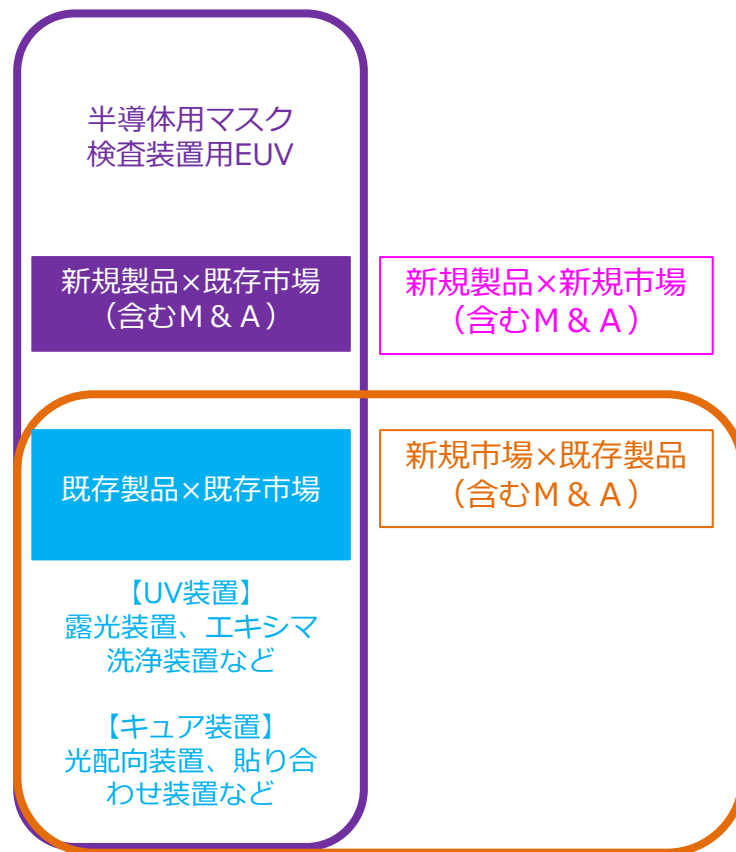 半導体用マスク
検査装置用EUV
新規製品×既存市場
（含むＭ＆Ａ）
新規製品×新規市場
（含むＭ＆Ａ）
既存製品×既存市場
新規市場×既存製品
（含むＭ＆Ａ）
【UV装置】
露光装置、エキシマ
洗浄装置など
【キュア装置】
光配向装置、貼り合
わせ装置など